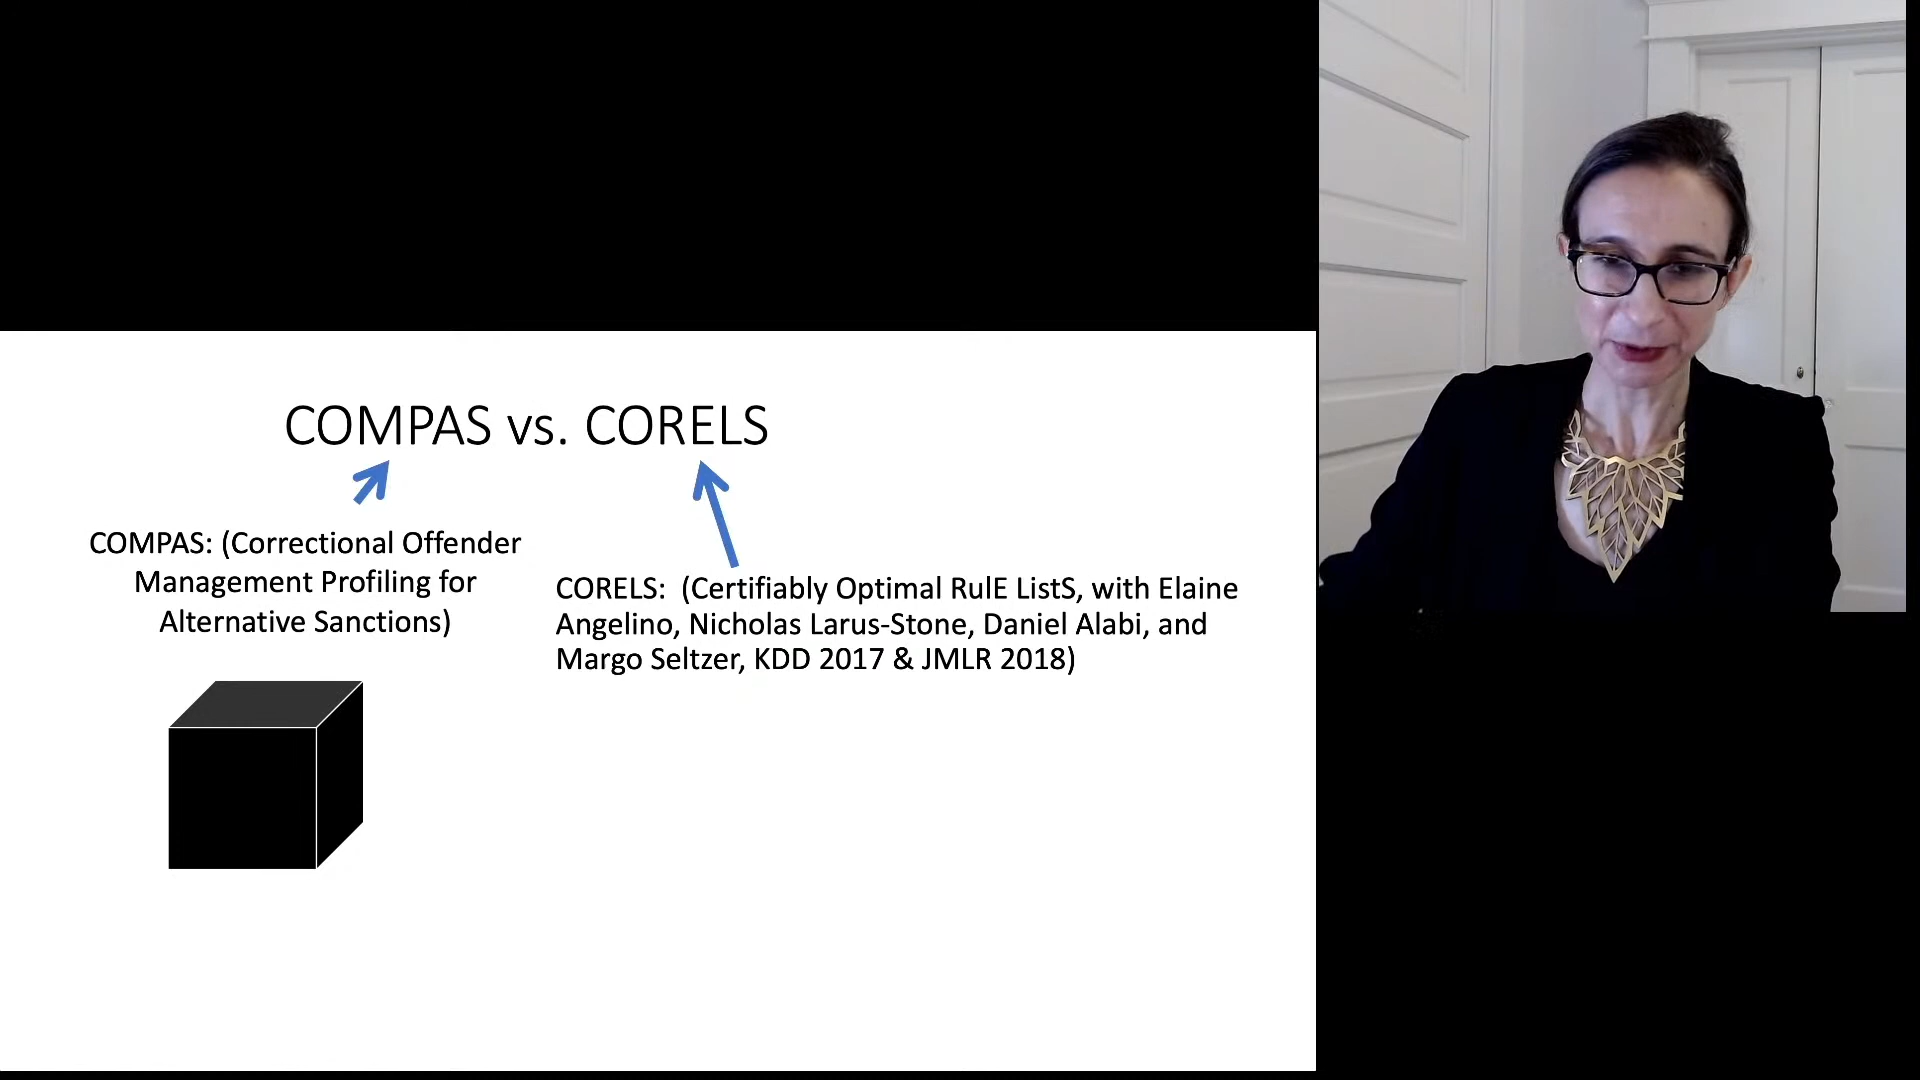 COMPAS vs. CORELS
COMPAS: (Correctional Offender
Management Profiling for
Alternative Sanctions)
CORELS:  (Certifiably Optimal RulE ListS, with Elaine
Angelino, Nicholas Larus-Stone, Daniel Alabi, and
Margo Seltzer, KDD 2017 & JMLR 2018)